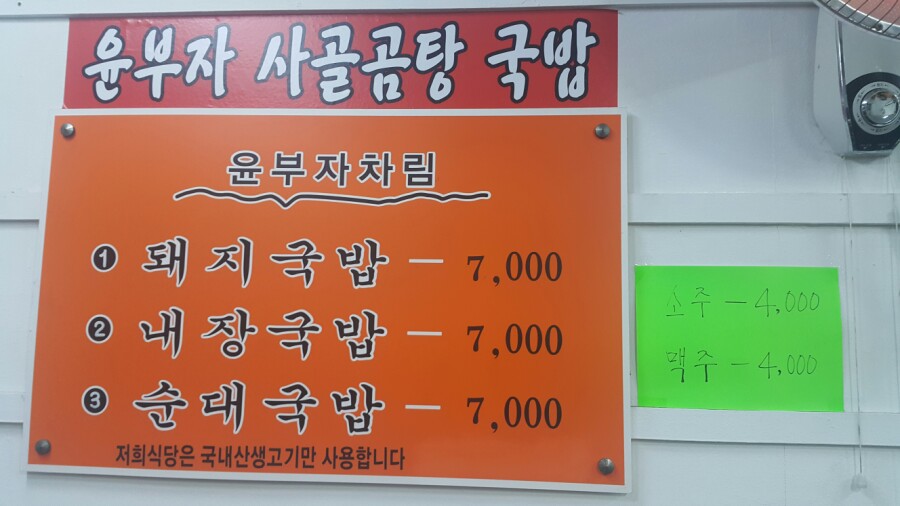 윤부자 사골곰탕 국밥
윤부자차림
❶ 돼지국밥 — 7,000
❷ 내장국밥 — 7,000
❸ 순대국밥 — 7,000
저희식당은 국내산생고기만 사용합니다
소주 - 4,000
맥주 - 4,000